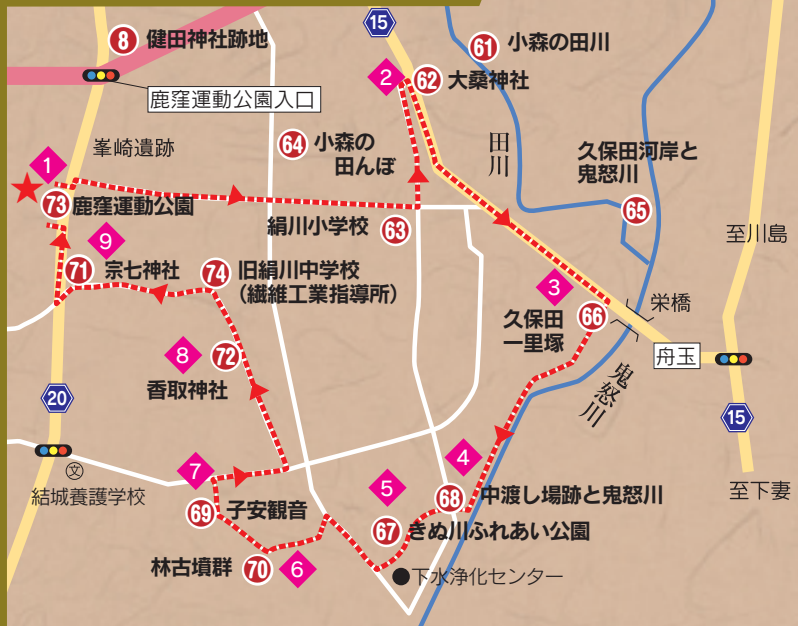 8 健田神社跡地
鹿窪運動公園入口
15
61 小森の田川
2
62 大桑神社
峯崎遺跡
64 小森の
田んぼ
田川
久保田河岸と
鬼怒川
65
1
73 鹿窪運動公園
絹川小学校 63
至川島
9
71 宗七神社
74 旧絹川中学校
（繊維工業指導所）
3
久保田
一里塚
66
栄橋
舟玉
鬼怒川
8
72
香取神社
20
15
文
結城養護学校
7
69 子安観音
林古墳群 70
6
5
4
68 中渡し場跡と鬼怒川
67 きぬ川ふれあい公園
下水浄化センター
至下妻